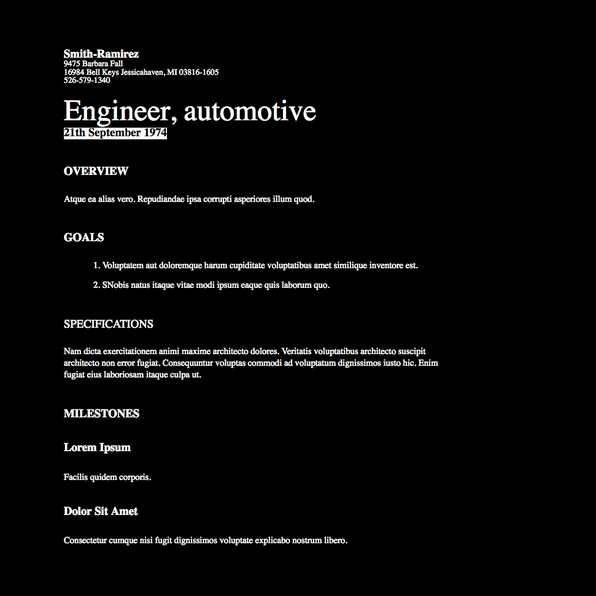 Smith-Ramirez
9475 Barbara Fall
16984 Bell Keys Jessicahaven, MI 03816-1605
526-579-1340
Engineer, automotive
21th September 1974
OVERVIEW
Atque ea alias vero. Repudiandae ipsa corrupti asperiores illum quod.
GOALS
1. Voluptatem aut doloremque harum cupiditate voluptatibus amet similique inventore est.
2. SNobis natus itaque vitae modi ipsum eaque quis laborum quo.
SPECIFICATIONS
Nam dicta exercitationem animi maxime architecto dolores. Veritatis voluptatibus architecto suscipit
architecto non error fugiat. Consequuntur voluptas commodi ad voluptatum dignissimos iusto hic. Enim
fugiat eius laboriosam itaque culpa ut.
MILESTONES
Lorem Ipsum
Facilis quidem corporis.
Dolor Sit Amet
Consectetur cumque nisi fugit dignissimos voluptate explicabo nostrum libero.